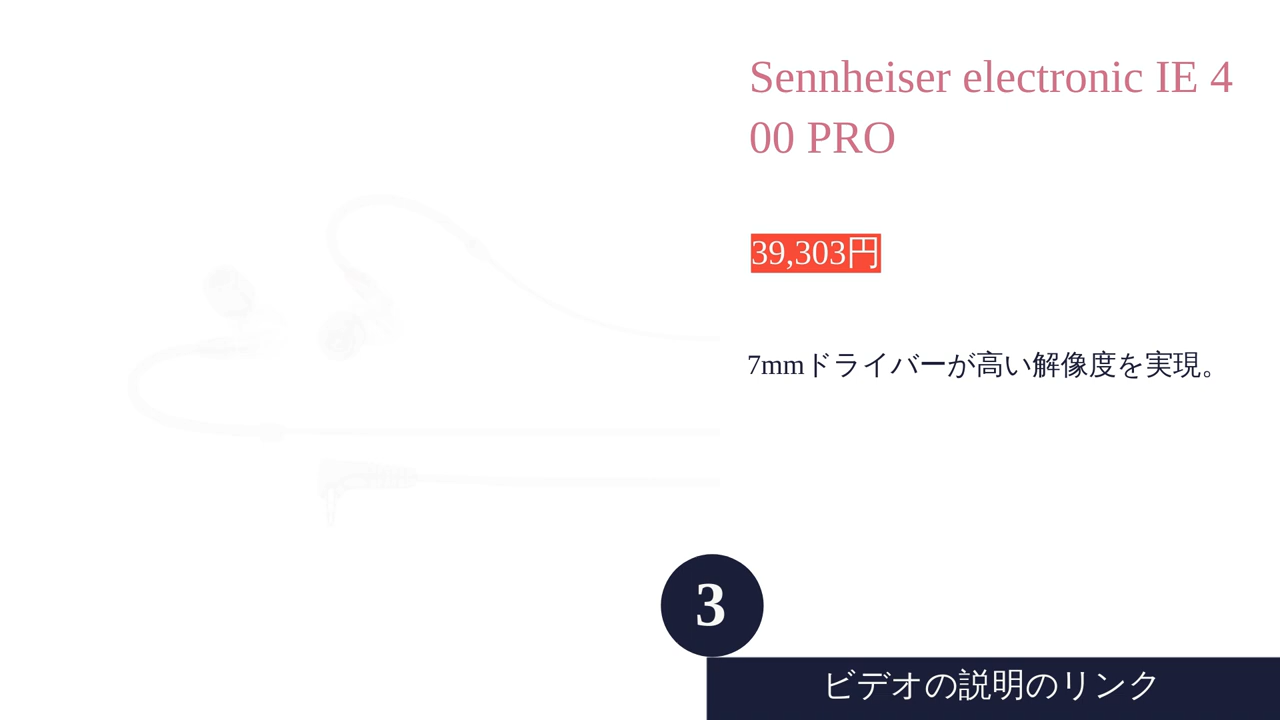 Sennheiser electronic IE 4
00 PRO
39,303円
7mmドライバーが高い解像度を実現。
3
ビデオの説明のリンク